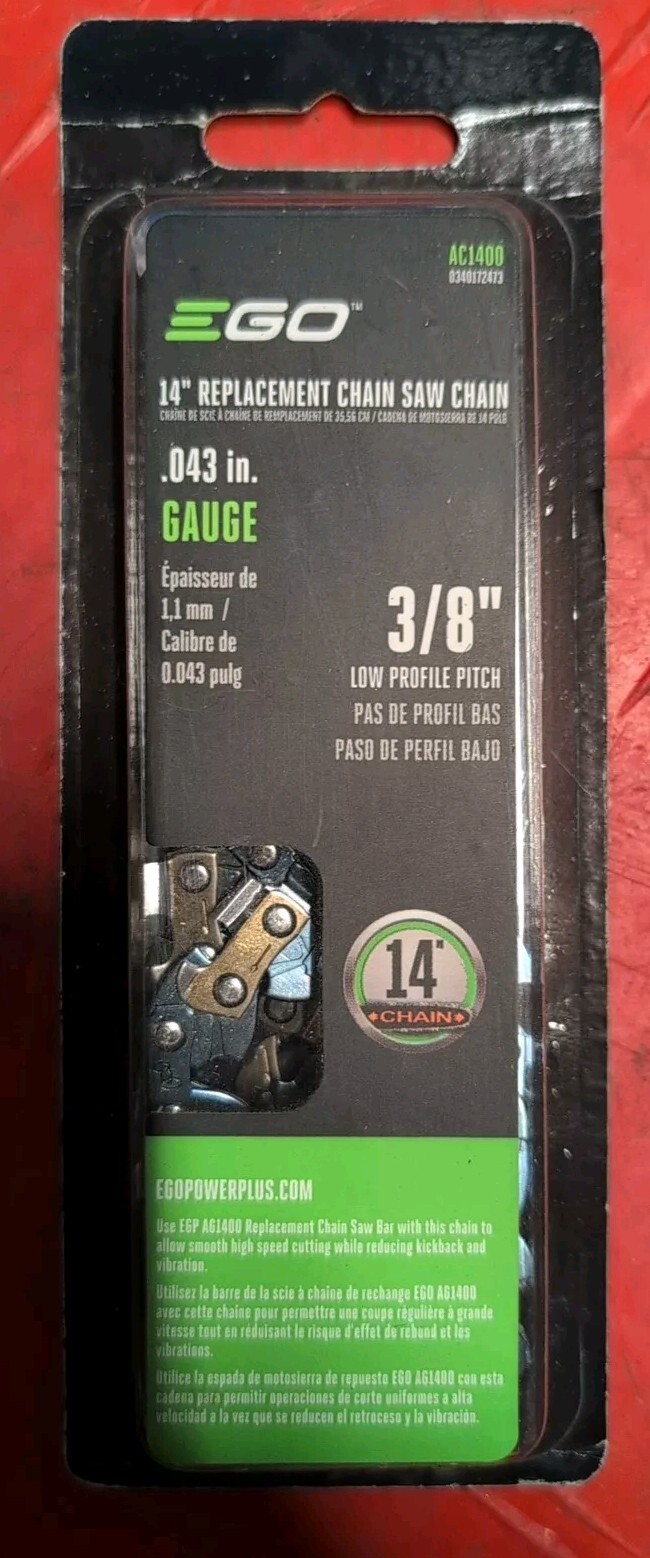 AC1400
0340172473
EGO™
14" REPLACEMENT CHAIN SAW CHAIN
CHAÎNE DE SCIE À CHAÎNE DE REMPLACEMENT DE 35,56 CM / CADENA DE MOTOSIERRA DE 14 PULG
.043 in.
GAUGE
Épaisseur de
1,1 mm /
Calibre de
0.043 pulg
3/8"
LOW PROFILE PITCH
PAS DE PROFIL BAS
PASO DE PERFIL BAJO
14"
CHAIN
EGOPOWERPLUS.COM
Use EGP AG1400 Replacement Chain Saw Bar with this chain to
allow smooth high speed cutting while reducing kickback and
vibration.
Utilisez la barre de la scie à chaîne de rechange EGO AG1400
avec cette chaîne pour permettre une coupe régulière à grande
vitesse tout en réduisant le risque d'effet de rebond et les
vibrations.
Utilice la espada de motosierra de repuesto EGO AG1400 con esta
cadena para permitir operaciones de corte uniformes a alta
velocidad a la vez que se reducen el retroceso y la vibración.